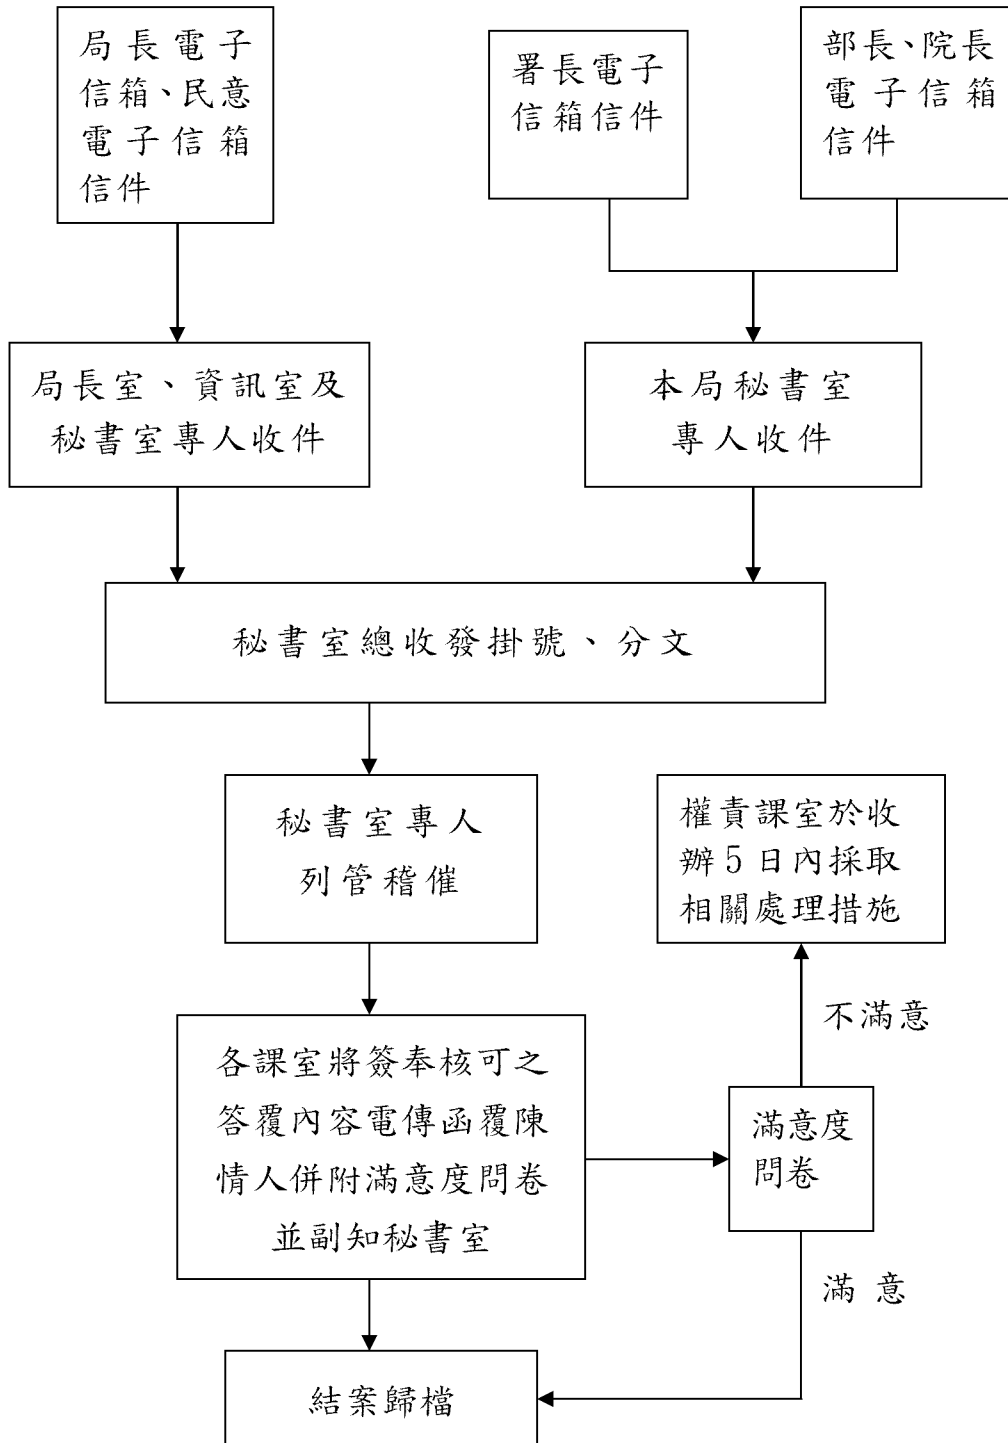 局長電子
信箱、民意
電子信箱
信件
署長電子
信箱信件
部長、院長
電子信箱
信件
局長室、資訊室及
秘書室專人收件
本局秘書室
專人收件
秘書室總收發掛號、分文
秘書室專人
列管稽催
權責課室於收
辦5日內採取
相關處理措施
不滿意
各課室將簽奉核可之
答覆內容電傳函覆陳
情人併附滿意度問卷
並副知秘書室
滿意度
問卷
滿意
結案歸檔